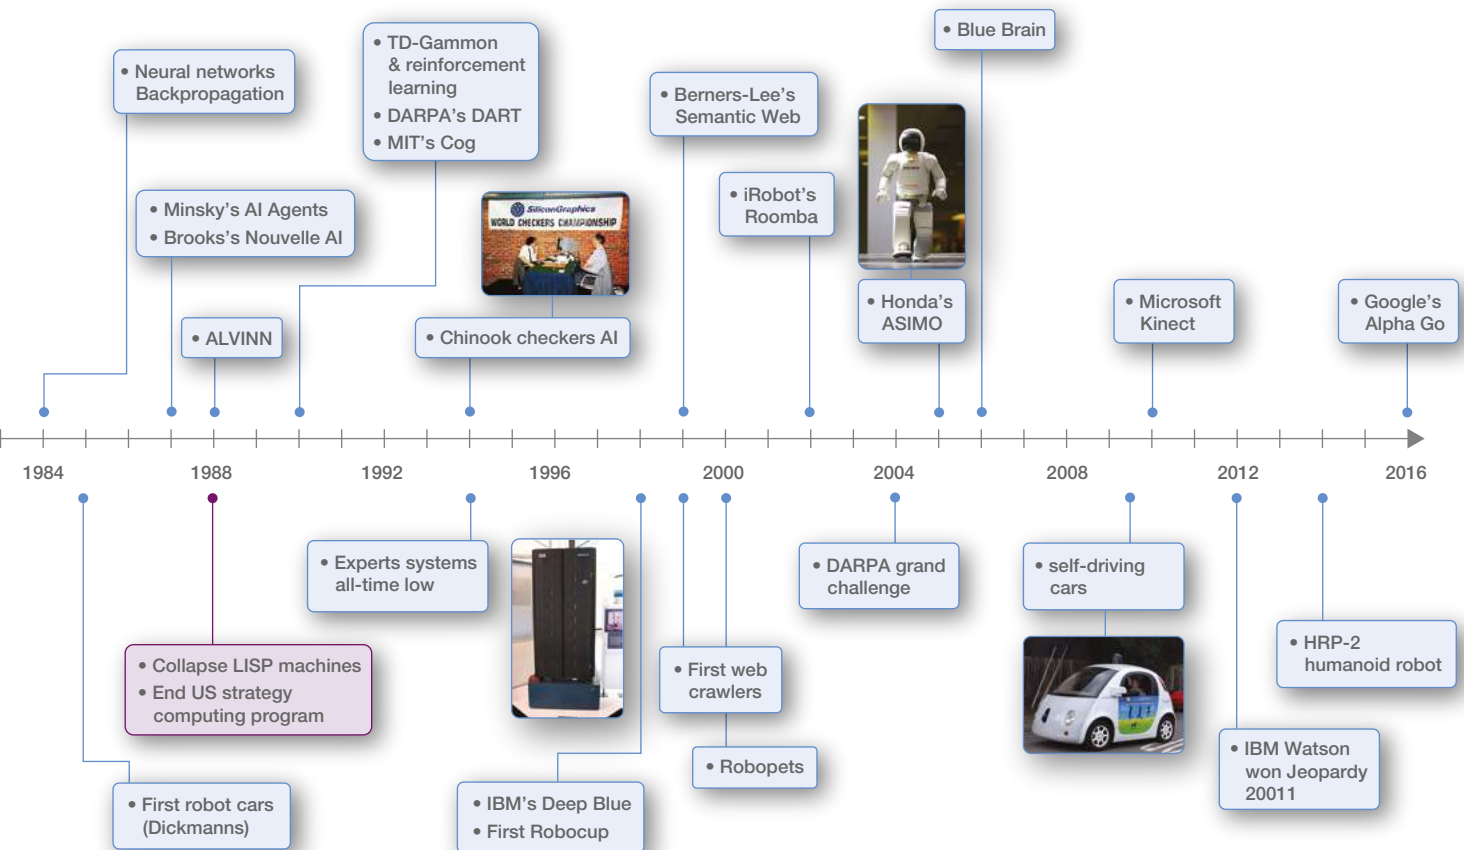 • Blue Brain
• TD-Gammon
& reinforcement
learning
• DARPA's DART
• MIT's Cog
• Neural networks
Backpropagation
• Berners-Lee's
Semantic Web
• iRobot's
Roomba
• Minsky's AI Agents
• Brooks's Nouvelle AI
SiliconGraphics
WORLD CHECKERS CHAMPIONSHIP
• ALVINN
• Chinook checkers AI
• Honda's
ASIMO
• Microsoft
Kinect
• Google's
Alpha Go
1984
1988
1992
1996
2000
2004
2008
2012
2016
• Experts systems
all-time low
• DARPA grand
challenge
• self-driving
cars
• Collapse LISP machines
• End US strategy
computing program
• First web
crawlers
• HRP-2
humanoid robot
• Robopets
• IBM Watson
won Jeopardy
20011
• First robot cars
(Dickmanns)
• IBM's Deep Blue
• First Robocup